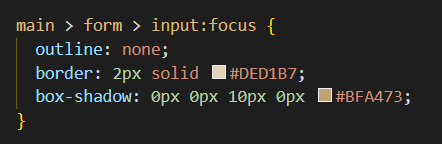 main > form > input:focus {
  outline: none;
  border: 2px solid #DED1B7;
  box-shadow: 0px 0px 10px 0px #BFA473;
}